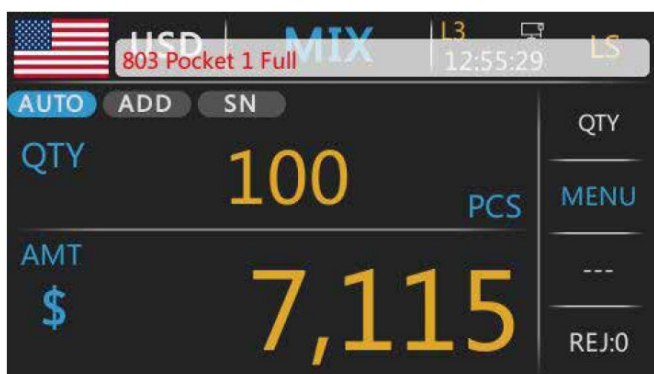 USD MIX L3 LS
803 Pocket 1 Full 12:55:29
AUTO ADD SN
QTY
QTY 100 PCS
MENU
AMT
$ 7,115
---
REJ:0